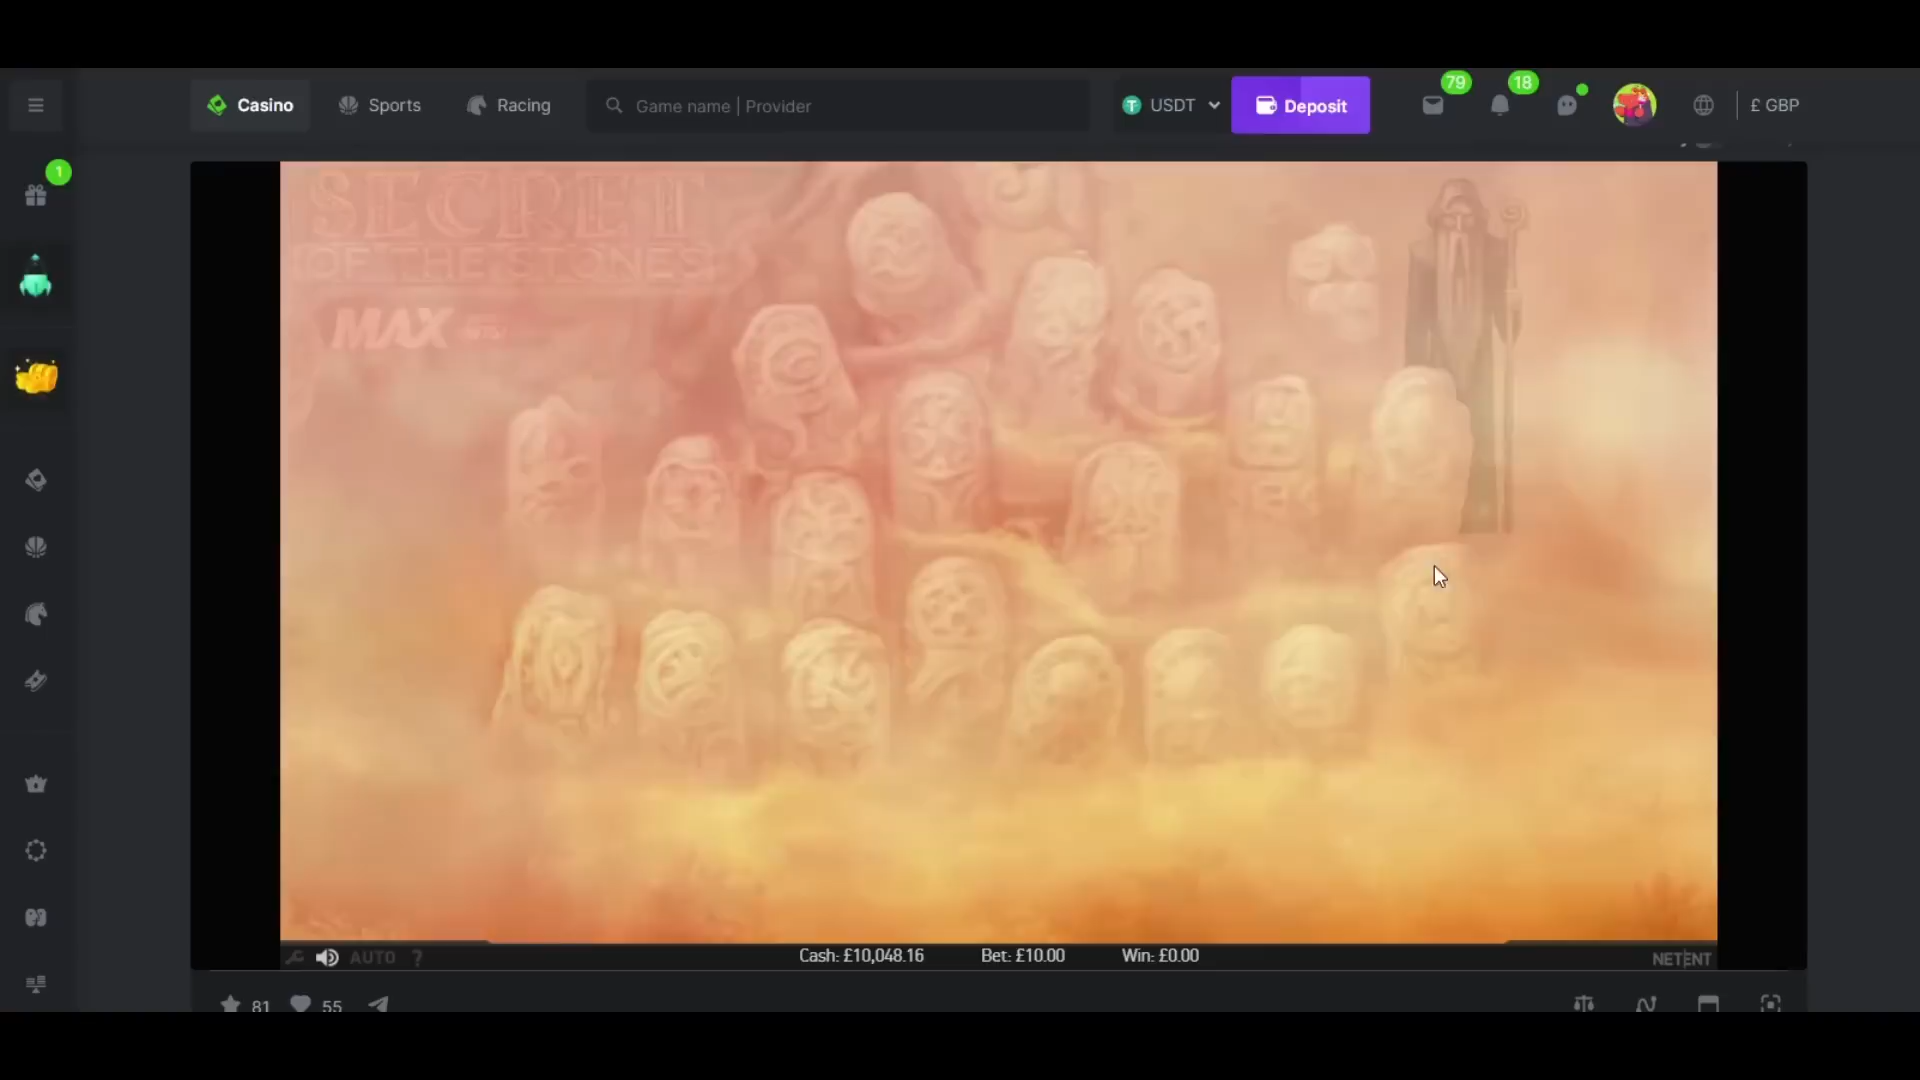 Casino
Sports
Racing
Game name | Provider
USDT
Deposit
79
18
£ GBP
1
SECRET
OF THE STONES
MAX
AUTO ?
Cash: £10,048.16
Bet: £10.00
Win: £0.00
NETENT
81
55